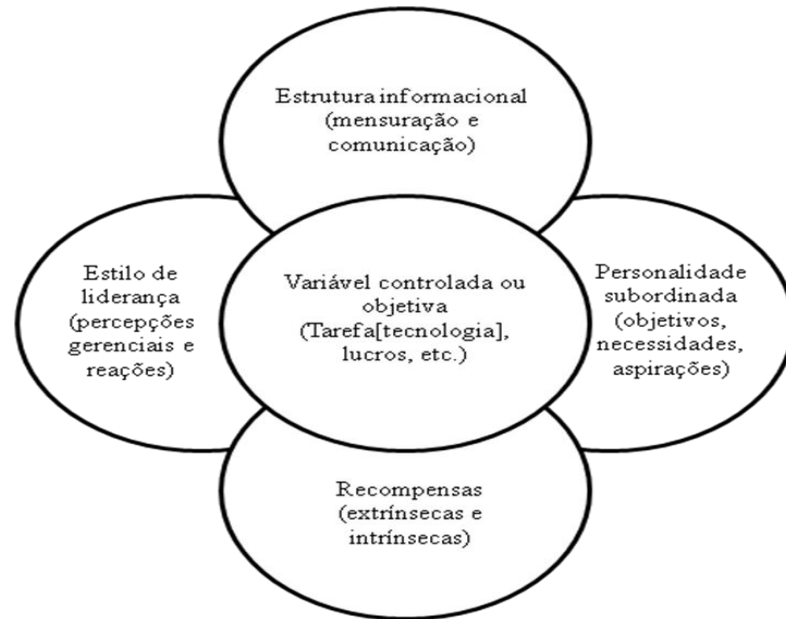 Estrutura informacional
(mensuração e
comunicação)
Estilo de
liderança
(percepções
gerenciais e
reações)
Variável controlada ou
objetiva
(Tarefa[tecnologia],
lucros, etc.)
Personalidade
subordinada
(objetivos,
necessidades,
aspirações)
Recompensas
(extrínsecas e
intrínsecas)